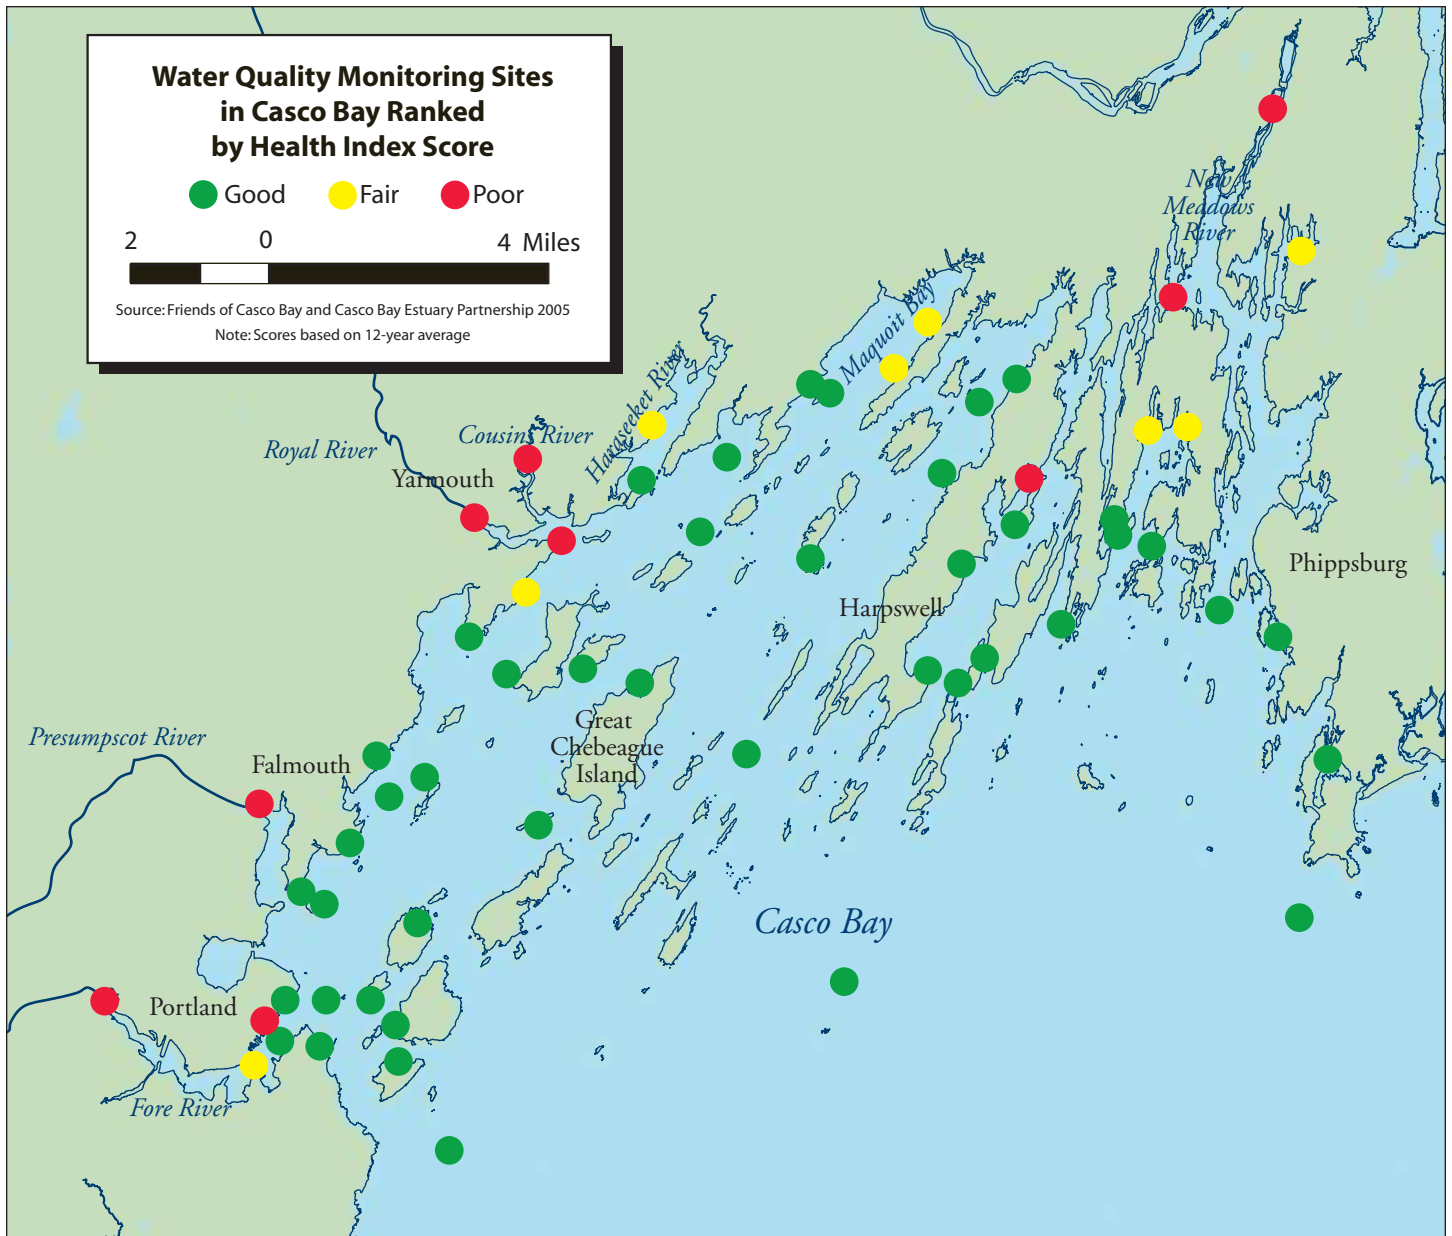 Water Quality Monitoring Sites
in Casco Bay Ranked
by Health Index Score
Good Fair Poor
2 0 4 Miles
Source: Friends of Casco Bay and Casco Bay Estuary Partnership 2005
Note: Scores based on 12-year average
New
Meadows
River
Maquoit Bay
Haraseeket River
Cousins River
Royal River
Yarmouth
Phippsburg
Harpswell
Great
Chebeague
Island
Presumpscot River
Falmouth
Casco Bay
Portland
Fore River